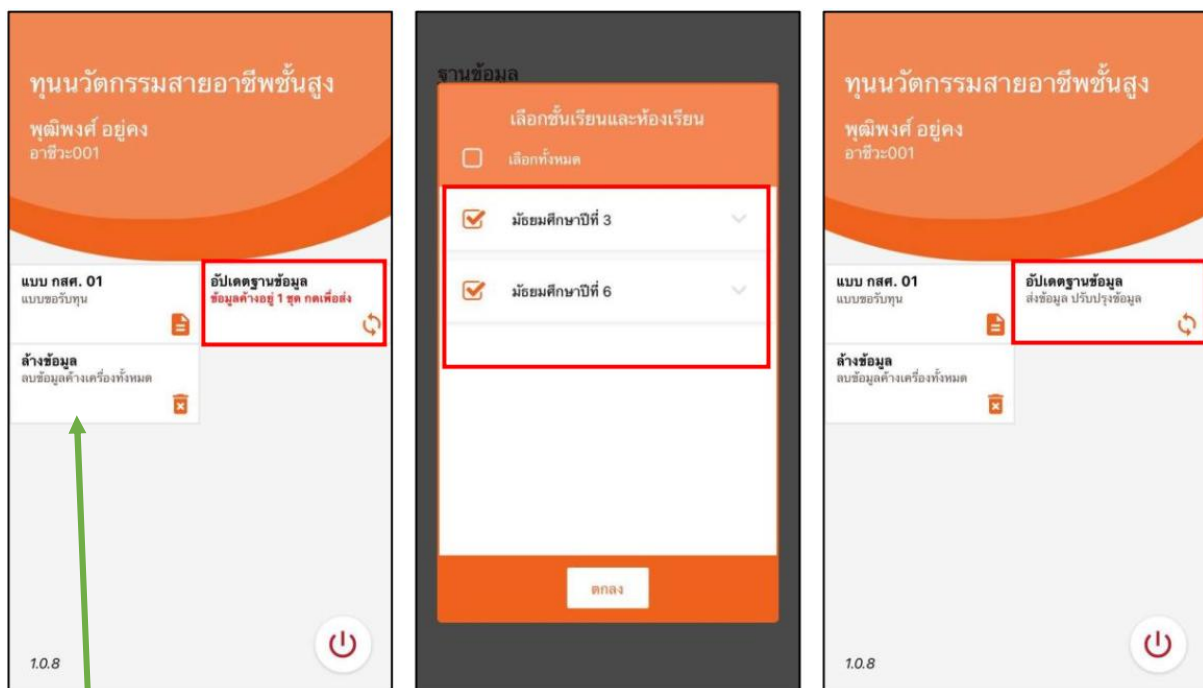 ทุนนวัตกรรมสายอาชีพชั้นสูง
พุฒิพงศ์ อยู่คง
อาชีวะ001
แบบ กสศ. 01
แบบขอรับทุน
อัปเดตฐานข้อมูล
ข้อมูลค้างอยู่ 1 ชุด กดเพื่อส่ง
ล้างข้อมูล
ลบข้อมูลค้างเครื่องทั้งหมด
1.0.8
ฐานข้อมูล
เลือกชั้นเรียนและห้องเรียน
เลือกทั้งหมด
มัธยมศึกษาปีที่ 3
มัธยมศึกษาปีที่ 6
ตกลง
ทุนนวัตกรรมสายอาชีพชั้นสูง
พุฒิพงศ์ อยู่คง
อาชีวะ001
แบบ กสศ. 01
แบบขอรับทุน
อัปเดตฐานข้อมูล
ส่งข้อมูล ปรับปรุงข้อมูล
ล้างข้อมูล
ลบข้อมูลค้างเครื่องทั้งหมด
1.0.8